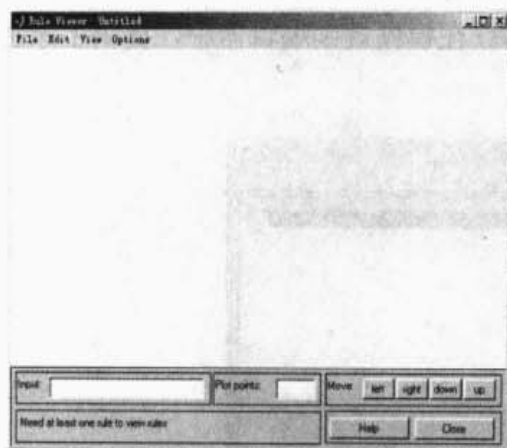 Rule Viewer: Untitled
File Edit View Options
Input: Plot points: Move: left right down up
Need at least one rule to view rules
Help Close